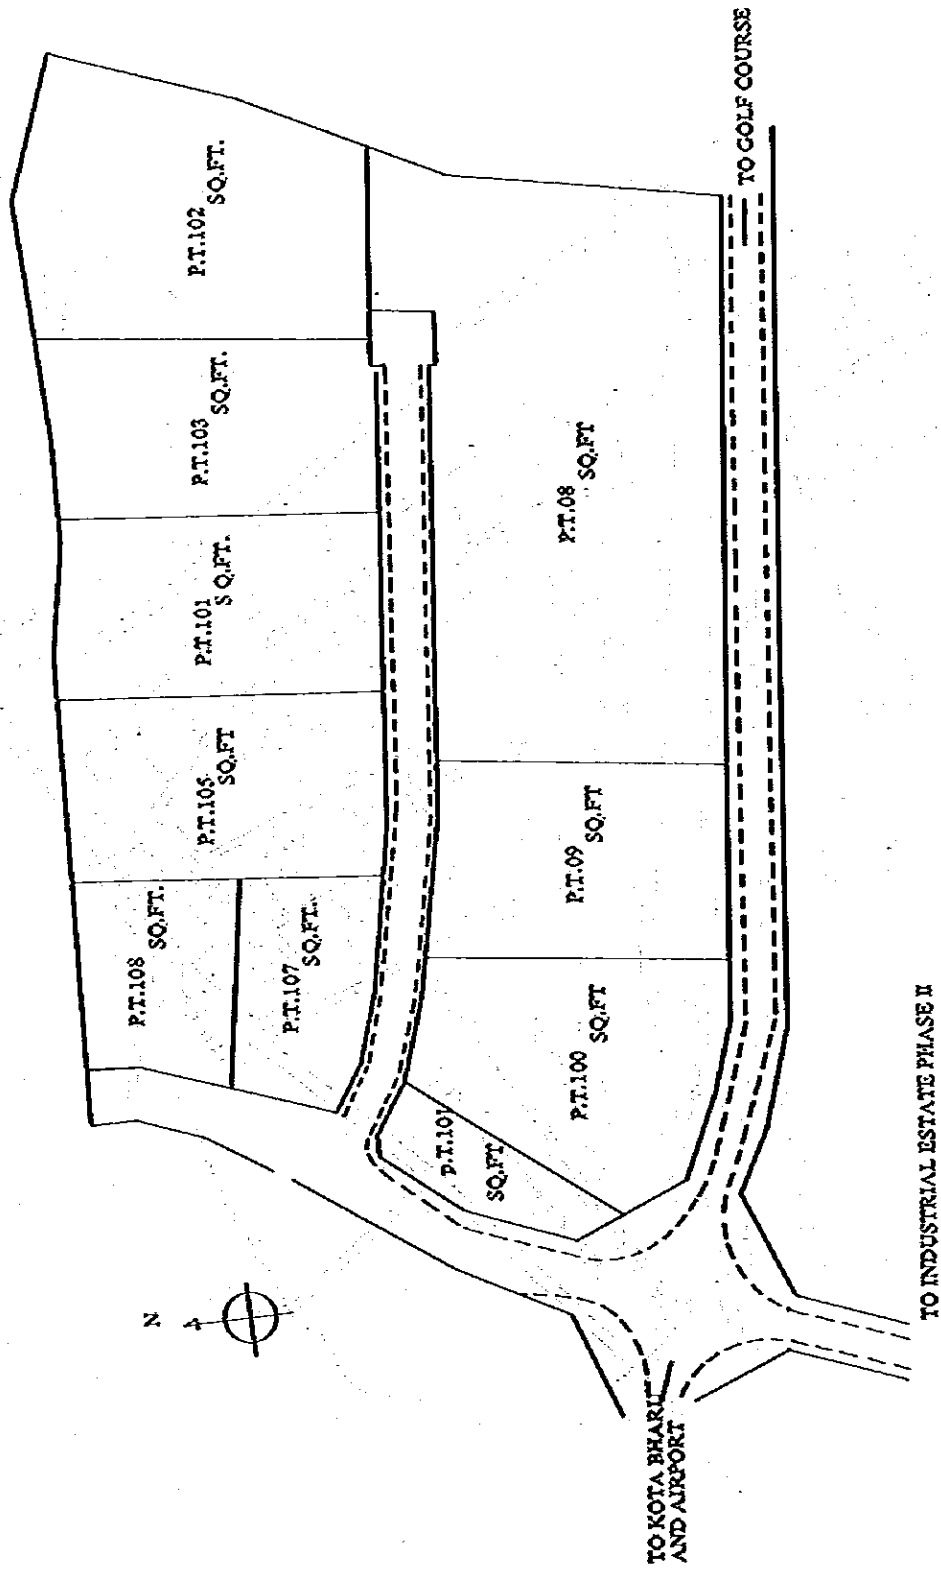 N
P.T.108
SQ.FT.
P.T.105
SQ.FT
P.T.101
SQ.FT.
P.T.103
SQ.FT.
P.T.102
SQ.FT.
P.T.107
SQ.FT.
P.T.101
SQ.FT
P.T.100
SQ.FT
P.T.09
SQ.FT
P.T.08
SQ.FT
TO KOTA BHARU
AND AIRPORT
TO GOLF COURSE
TO INDUSTRIAL ESTATE PHASE II